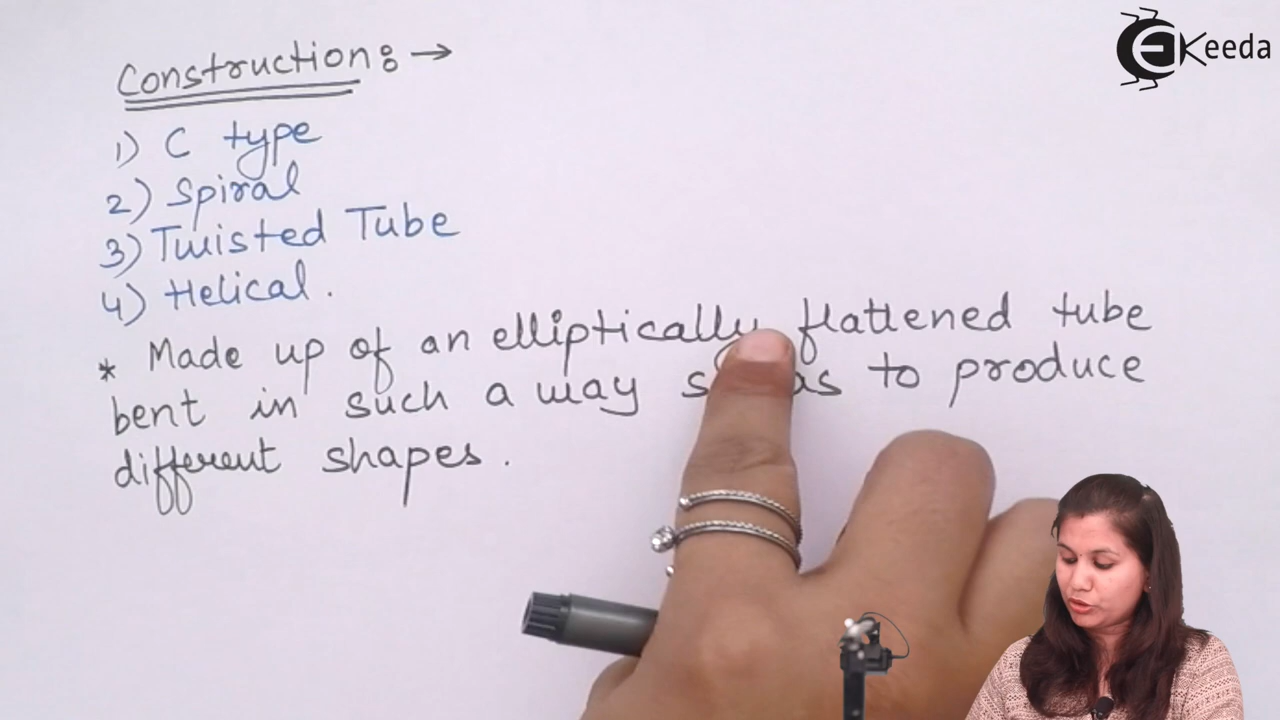 Construction :→
1) C type
2) Spiral
3) Twisted Tube
4) Helical.
* Made up of an elliptically flattened tube
bent in such a way so as to produce
different shapes.
eKeeda